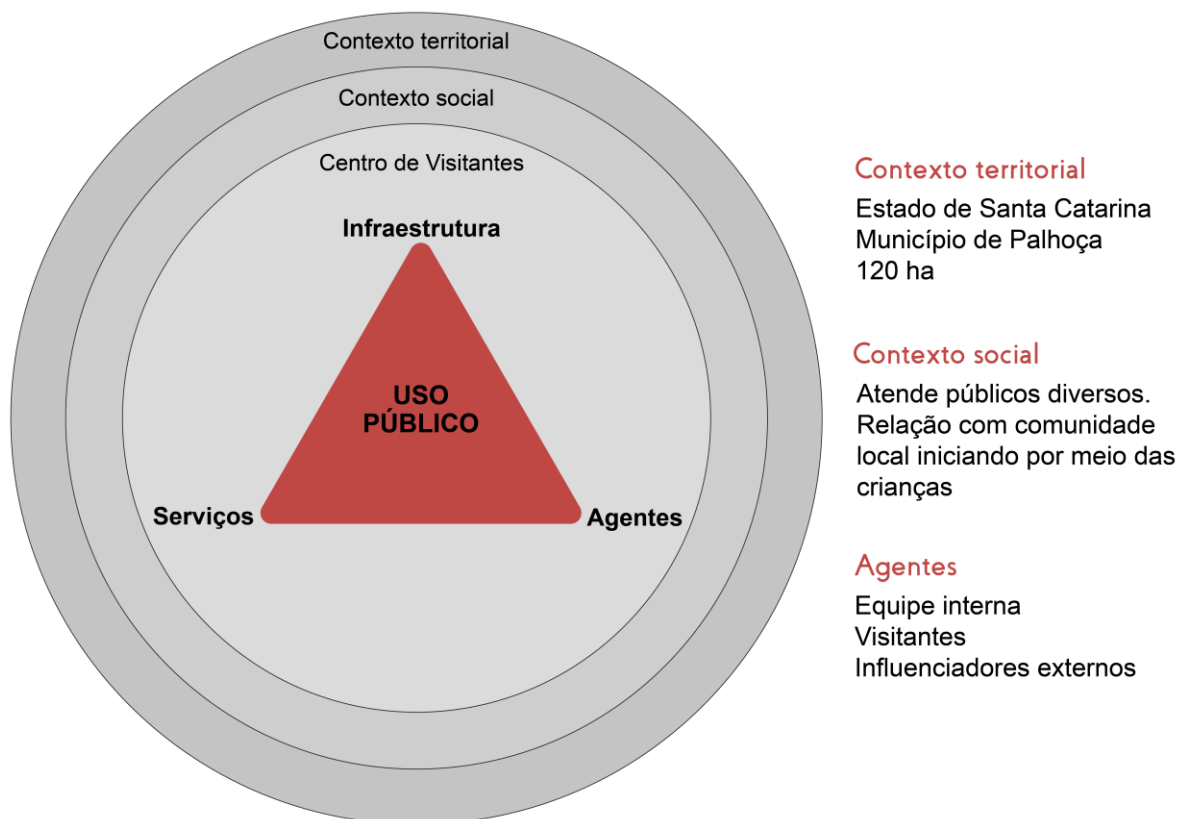 Contexto territorial
Contexto social
Centro de Visitantes
Infraestrutura
USO
PÚBLICO
Serviços
Agentes
Contexto territorial
Estado de Santa Catarina
Município de Palhoça
120 ha
Contexto social
Atende públicos diversos.
Relação com comunidade
local iniciando por meio das
crianças
Agentes
Equipe interna
Visitantes
Influenciadores externos